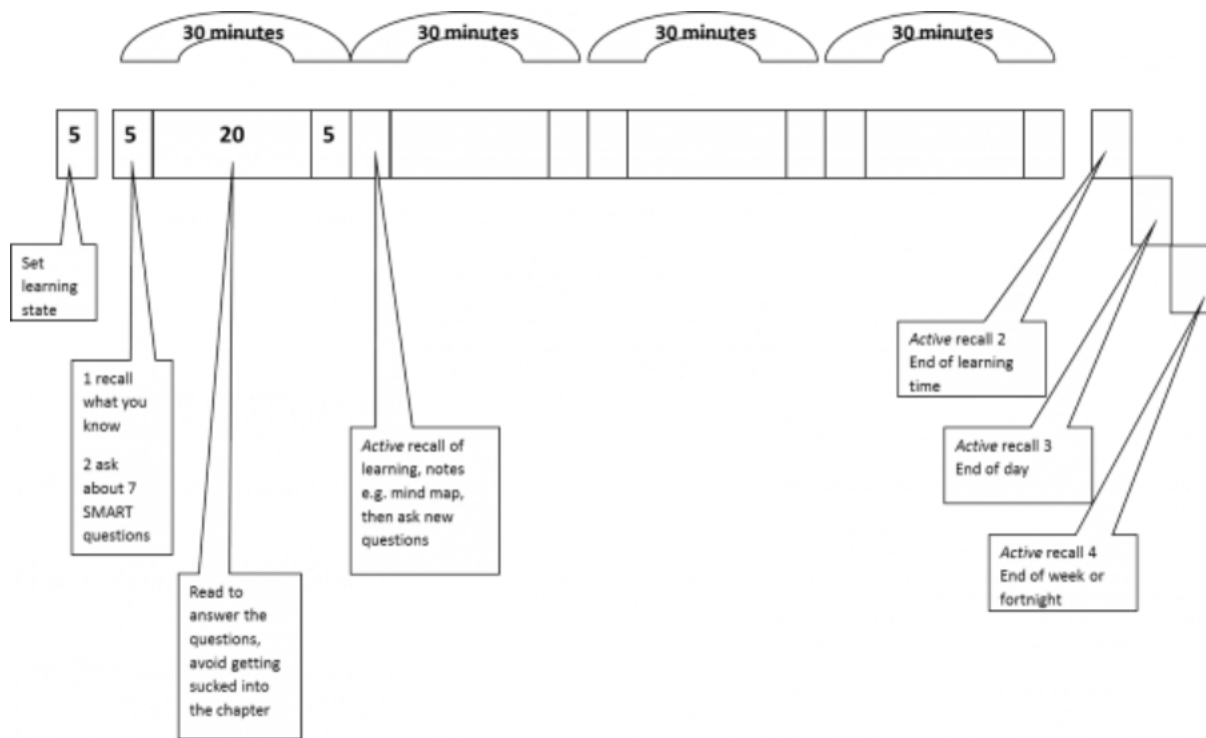 30 minutes
30 minutes
30 minutes
30 minutes
5
5
20
5
Set
learning
state
1 recall
what you
know
2 ask
about 7
SMART
questions
Read to
answer the
questions,
avoid getting
sucked into
the chapter
Active recall of
learning, notes
e.g. mind map,
then ask new
questions
Active recall 2
End of learning
time
Active recall 3
End of day
Active recall 4
End of week or
fortnight